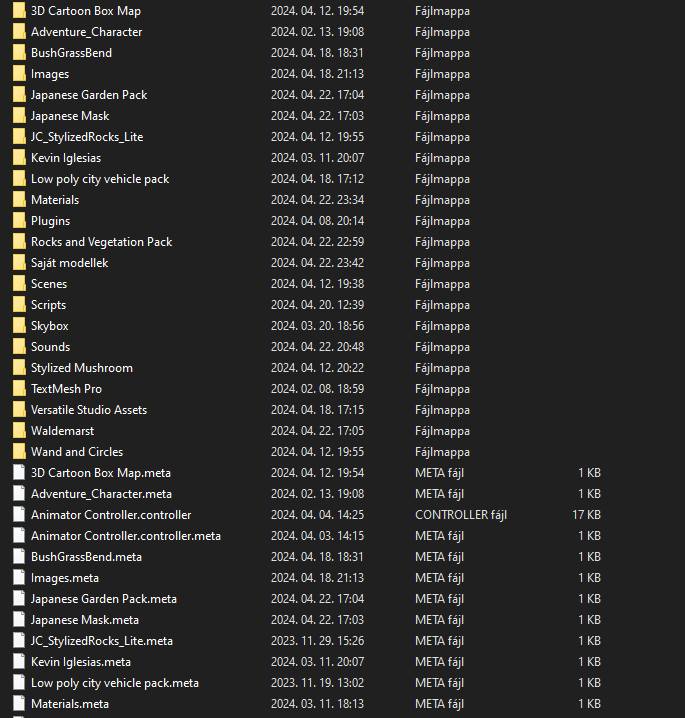 3D Cartoon Box Map 2024. 04. 12. 19:54 Fájlmappa
Adventure_Character 2024. 02. 13. 19:08 Fájlmappa
BushGrassBend 2024. 04. 18. 18:31 Fájlmappa
Images 2024. 04. 18. 21:13 Fájlmappa
Japanese Garden Pack 2024. 04. 22. 17:04 Fájlmappa
Japanese Mask 2024. 04. 22. 17:03 Fájlmappa
JC_StylizedRocks_Lite 2024. 04. 12. 19:55 Fájlmappa
Kevin Iglesias 2024. 03. 11. 20:07 Fájlmappa
Low poly city vehicle pack 2024. 04. 18. 17:12 Fájlmappa
Materials 2024. 04. 22. 23:34 Fájlmappa
Plugins 2024. 04. 08. 20:14 Fájlmappa
Rocks and Vegetation Pack 2024. 04. 22. 22:59 Fájlmappa
Saját modellek 2024. 04. 22. 23:42 Fájlmappa
Scenes 2024. 04. 12. 19:38 Fájlmappa
Scripts 2024. 04. 20. 12:39 Fájlmappa
Skybox 2024. 03. 20. 18:56 Fájlmappa
Sounds 2024. 04. 22. 20:48 Fájlmappa
Stylized Mushroom 2024. 04. 12. 20:22 Fájlmappa
TextMesh Pro 2024. 02. 08. 18:59 Fájlmappa
Versatile Studio Assets 2024. 04. 18. 17:15 Fájlmappa
Waldemarst 2024. 04. 22. 17:05 Fájlmappa
Wand and Circles 2024. 04. 12. 19:55 Fájlmappa
3D Cartoon Box Map.meta 2024. 04. 12. 19:54 META fájl 1 KB
Adventure_Character.meta 2024. 02. 13. 19:08 META fájl 1 KB
Animator Controller.controller 2024. 04. 04. 14:25 CONTROLLER fájl 17 KB
Animator Controller.controller.meta 2024. 04. 03. 14:15 META fájl 1 KB
BushGrassBend.meta 2024. 04. 18. 18:31 META fájl 1 KB
Images.meta 2024. 04. 18. 21:13 META fájl 1 KB
Japanese Garden Pack.meta 2024. 04. 22. 17:04 META fájl 1 KB
Japanese Mask.meta 2024. 04. 22. 17:03 META fájl 1 KB
JC_StylizedRocks_Lite.meta 2023. 11. 29. 15:26 META fájl 1 KB
Kevin Iglesias.meta 2024. 03. 11. 20:07 META fájl 1 KB
Low poly city vehicle pack.meta 2023. 11. 19. 13:02 META fájl 1 KB
Materials.meta 2024. 03. 11. 18:13 META fájl 1 KB